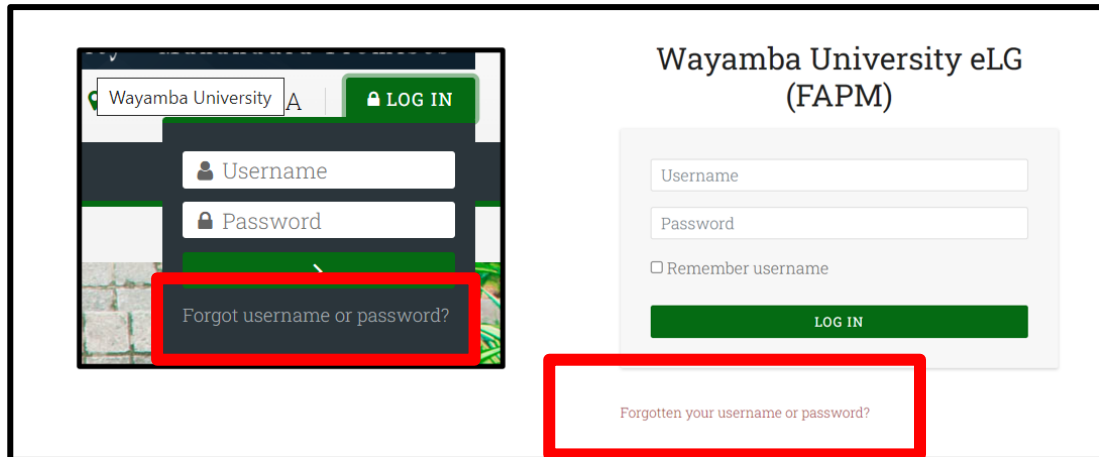 Wayamba University
A
LOG IN
Username
Password
Forgot username or password?
Wayamba University eLG
(FAPM)
Username
Password
Remember username
LOG IN
Forgotten your username or password?